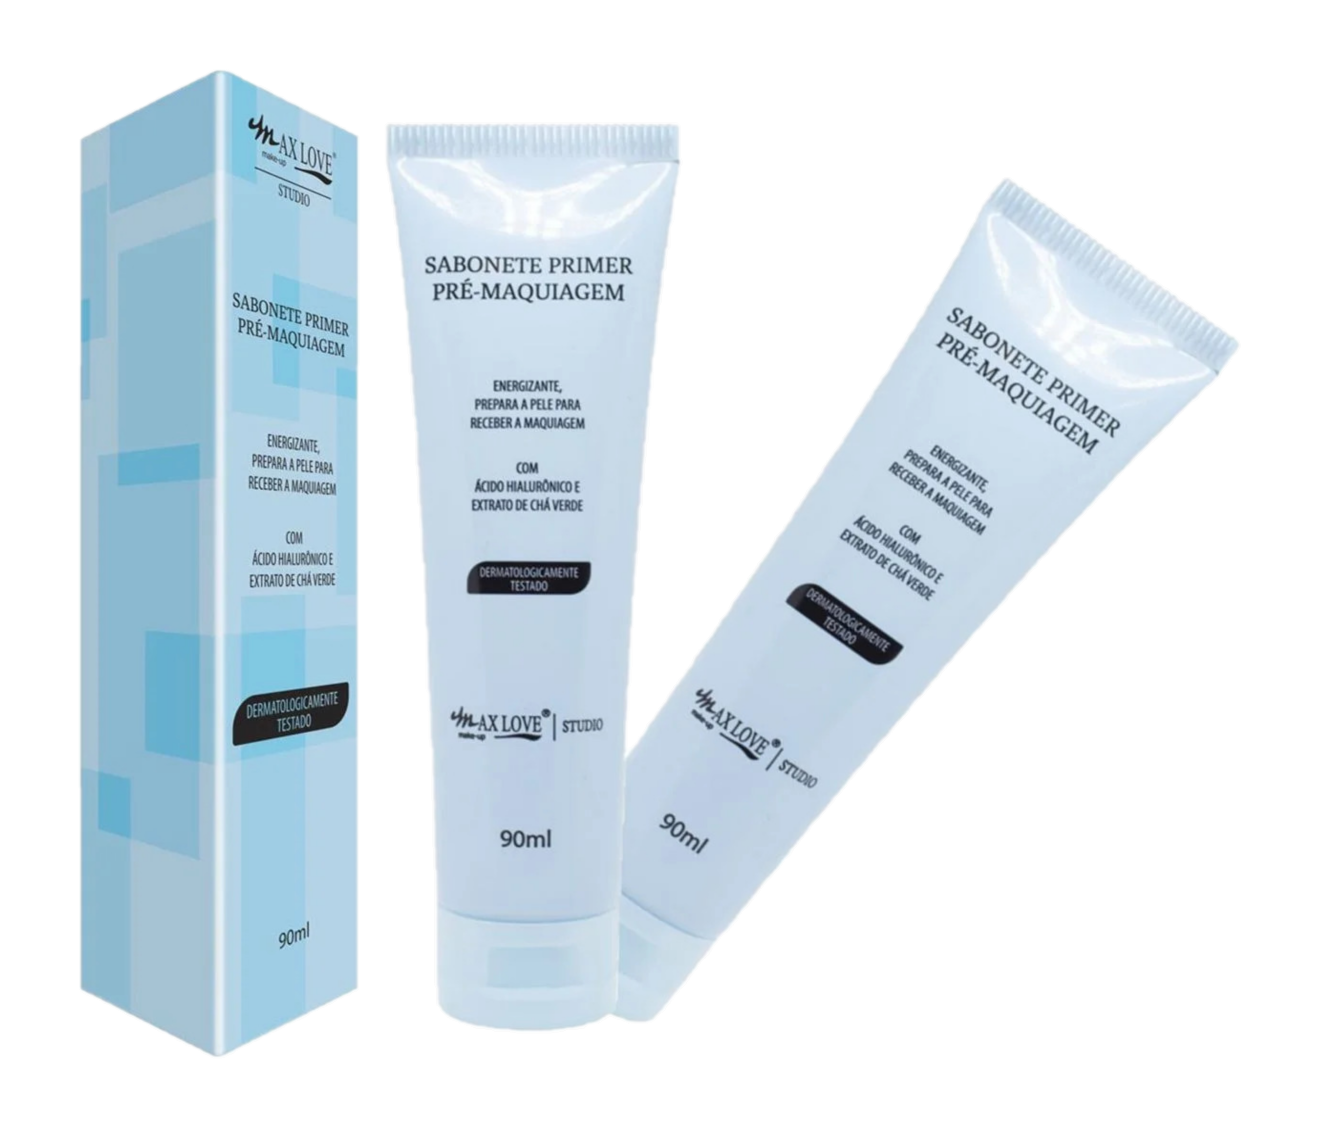 MAX LOVE®
make-up
STUDIO
SABONETE PRIMER
PRÉ-MAQUIAGEM
ENERGIZANTE,
PREPARA A PELE PARA
RECEBER A MAQUIAGEM
COM
ÁCIDO HIALURÔNICO E
EXTRATO DE CHÁ VERDE
DERMATOLOGICAMENTE
TESTADO
90ml
SABONETE PRIMER
PRÉ-MAQUIAGEM
ENERGIZANTE,
PREPARA A PELE PARA
RECEBER A MAQUIAGEM
COM
ÁCIDO HIALURÔNICO E
EXTRATO DE CHÁ VERDE
DERMATOLOGICAMENTE
TESTADO
MAX LOVE® | STUDIO
make-up
90ml
SABONETE PRIMER
PRÉ-MAQUIAGEM
ENERGIZANTE,
PREPARA A PELE PARA
RECEBER A MAQUIAGEM
COM
ÁCIDO HIALURÔNICO E
EXTRATO DE CHÁ VERDE
DERMATOLOGICAMENTE
TESTADO
MAX LOVE® | STUDIO
make-up
90ml